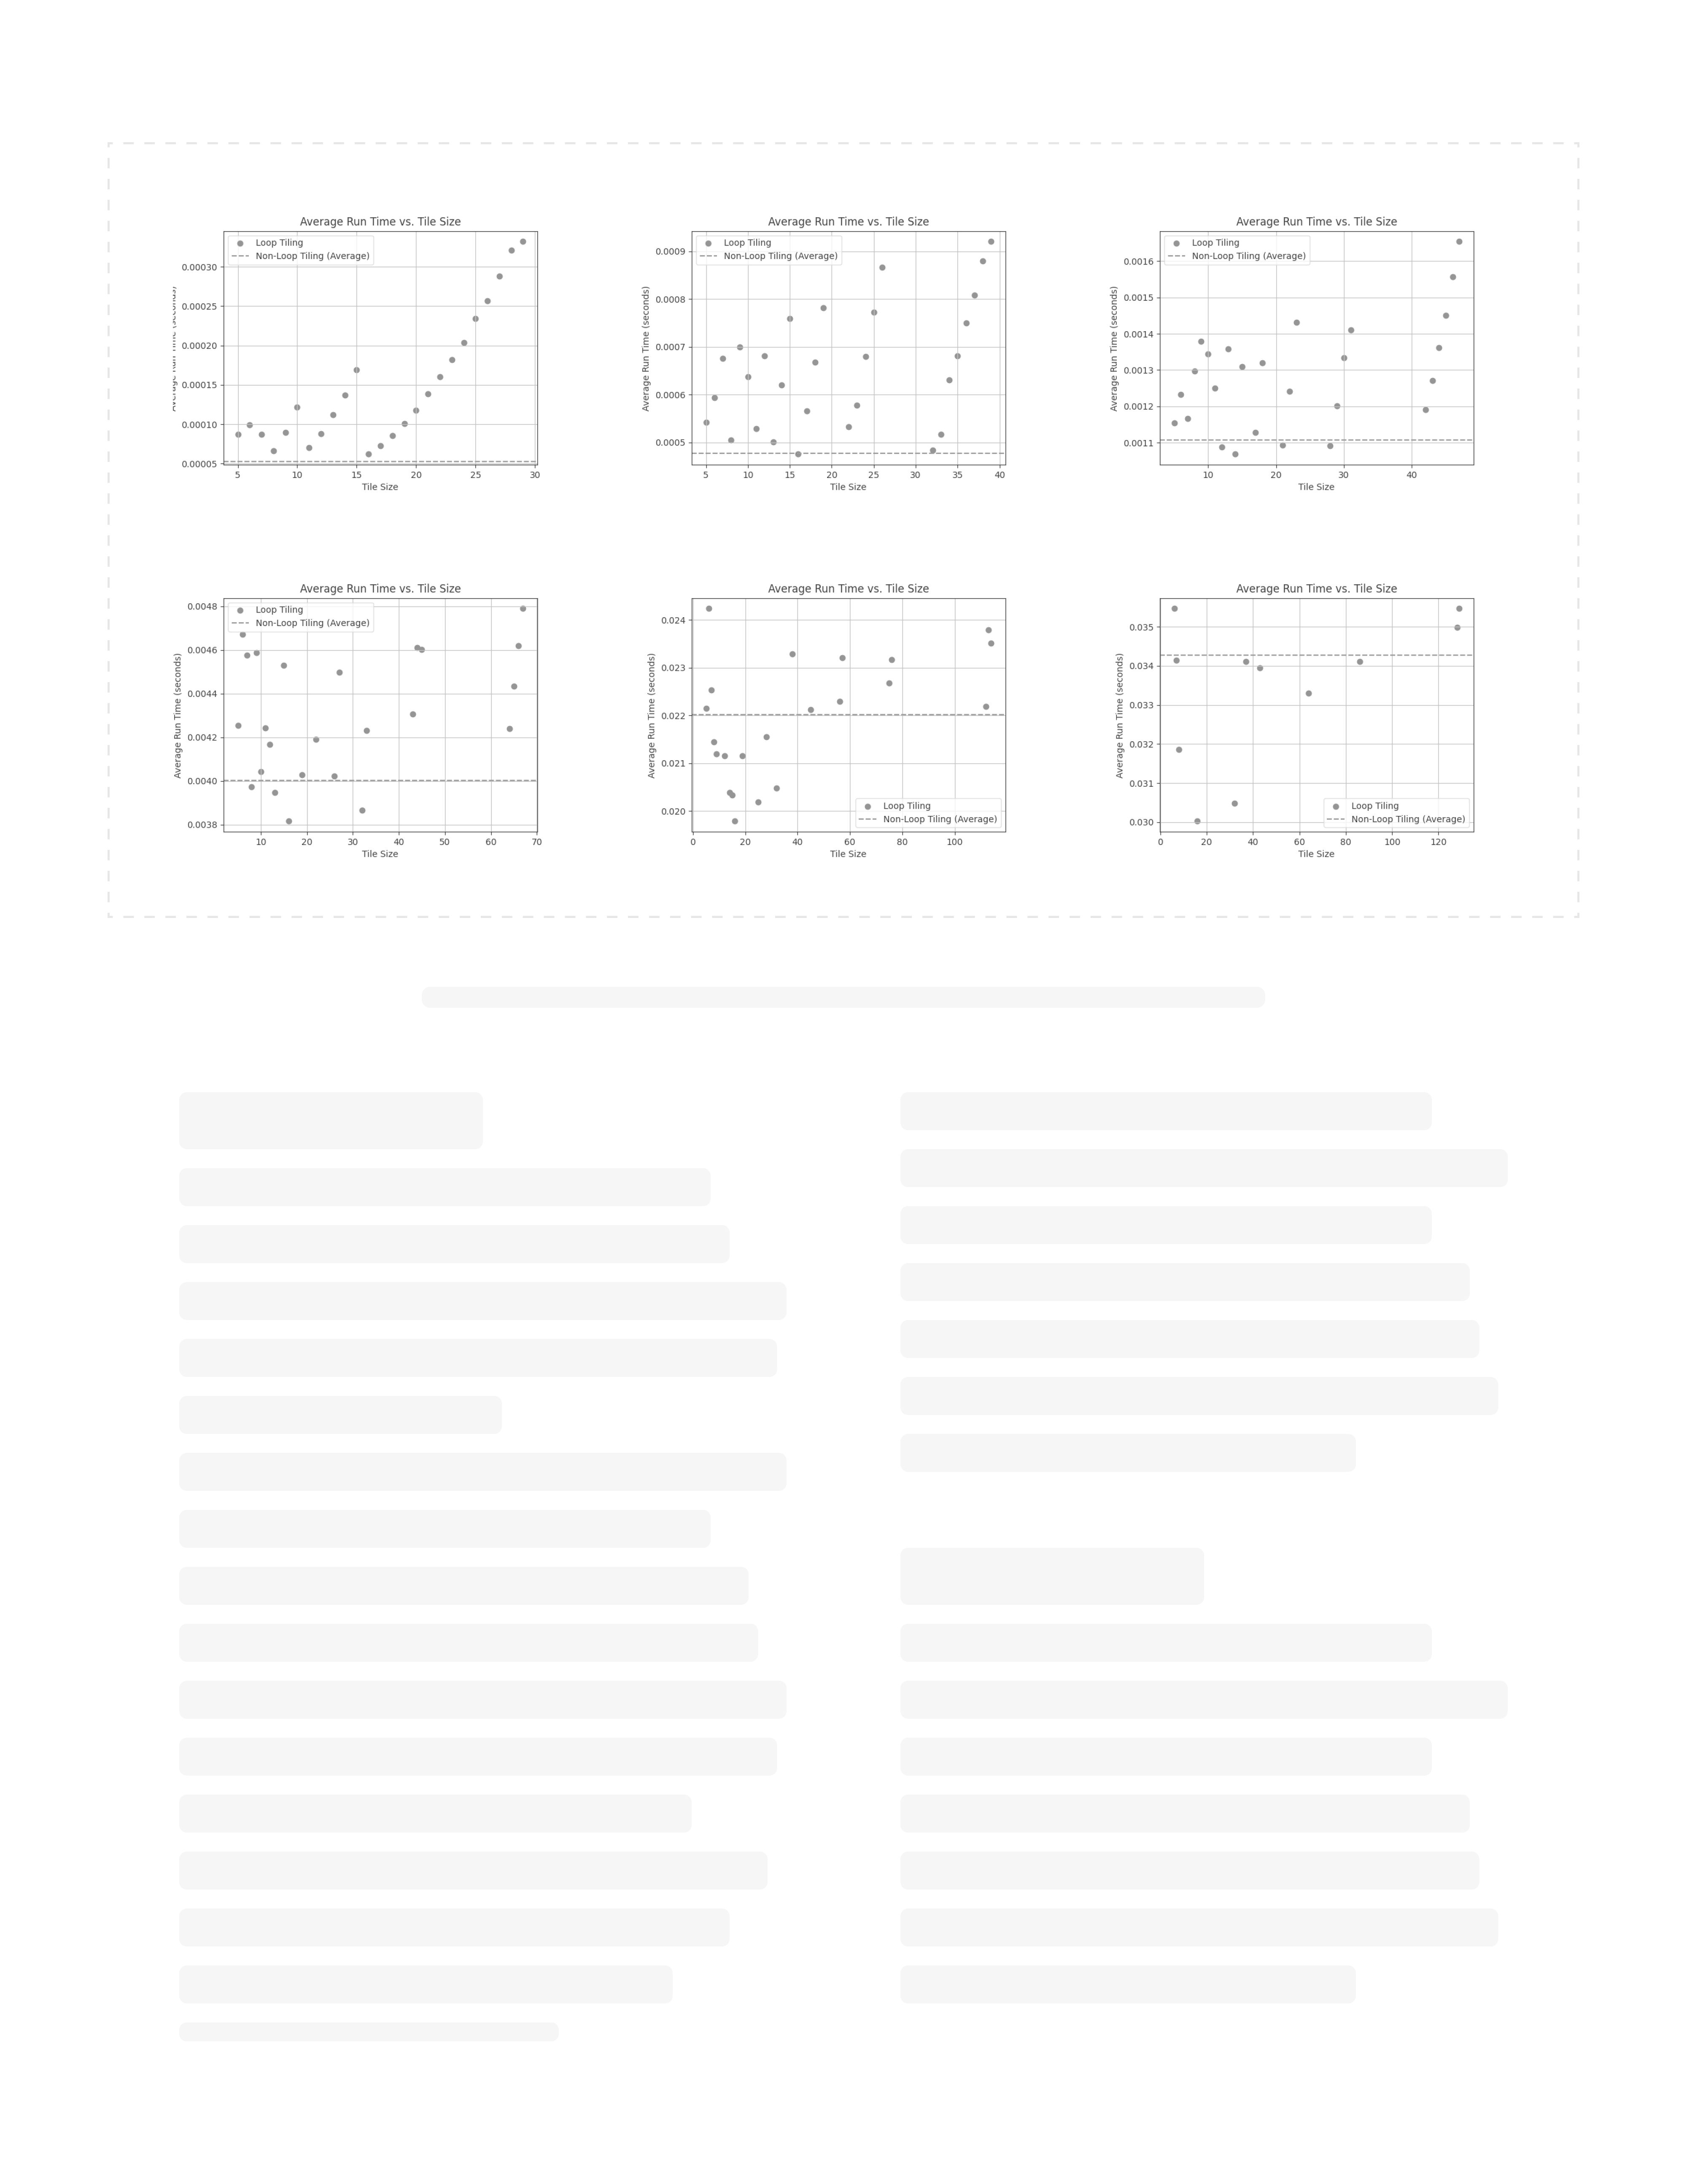 Average Run Time vs. Tile Size
Loop Tiling
Non-Loop Tiling (Average)
0.00030
0.00025
0.00020
0.00015
0.00010
0.00005
Average Run Time (seconds)
5 10 15 20 25 30
Tile Size
Average Run Time vs. Tile Size
Loop Tiling
Non-Loop Tiling (Average)
0.0009
0.0008
0.0007
0.0006
0.0005
Average Run Time (seconds)
5 10 15 20 25 30 35 40
Tile Size
Average Run Time vs. Tile Size
Loop Tiling
Non-Loop Tiling (Average)
0.0016
0.0015
0.0014
0.0013
0.0012
0.0011
Average Run Time (seconds)
10 20 30 40
Tile Size
Average Run Time vs. Tile Size
Loop Tiling
Non-Loop Tiling (Average)
0.0048
0.0046
0.0044
0.0042
0.0040
0.0038
Average Run Time (seconds)
10 20 30 40 50 60 70
Tile Size
Average Run Time vs. Tile Size
0.024
0.023
0.022
0.021
0.020
Average Run Time (seconds)
Loop Tiling
Non-Loop Tiling (Average)
0 20 40 60 80 100
Tile Size
Average Run Time vs. Tile Size
0.035
0.034
0.033
0.032
0.031
0.030
Average Run Time (seconds)
Loop Tiling
Non-Loop Tiling (Average)
0 20 40 60 80 100 120
Tile Size